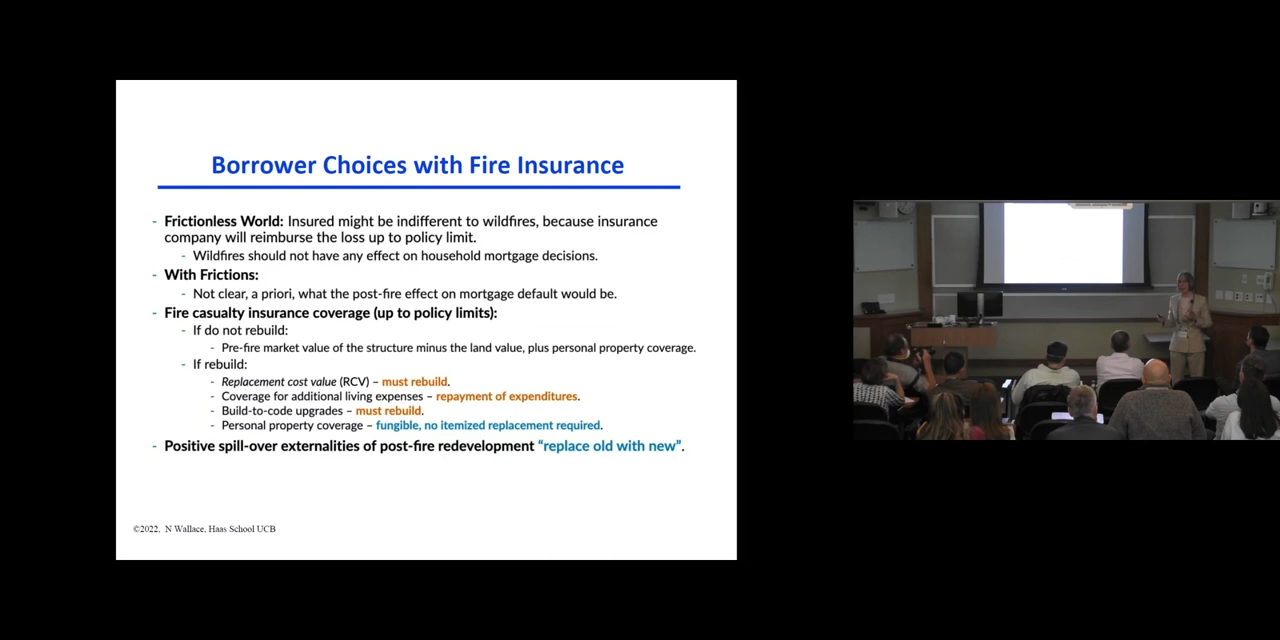 Borrower Choices with Fire Insurance
- Frictionless World: Insured might be indifferent to wildfires, because insurance
company will reimburse the loss up to policy limit.
- Wildfires should not have any effect on household mortgage decisions.
- With Frictions:
- Not clear, a priori, what the post-fire effect on mortgage default would be.
- Fire casualty insurance coverage (up to policy limits):
- If do not rebuild:
- Pre-fire market value of the structure minus the land value, plus personal property coverage.
- If rebuild:
- Replacement cost value (RCV) – must rebuild.
- Coverage for additional living expenses – repayment of expenditures.
- Build-to-code upgrades – must rebuild.
- Personal property coverage – fungible, no itemized replacement required.
- Positive spill-over externalities of post-fire redevelopment “replace old with new”.
©2022, N Wallace, Haas School UCB